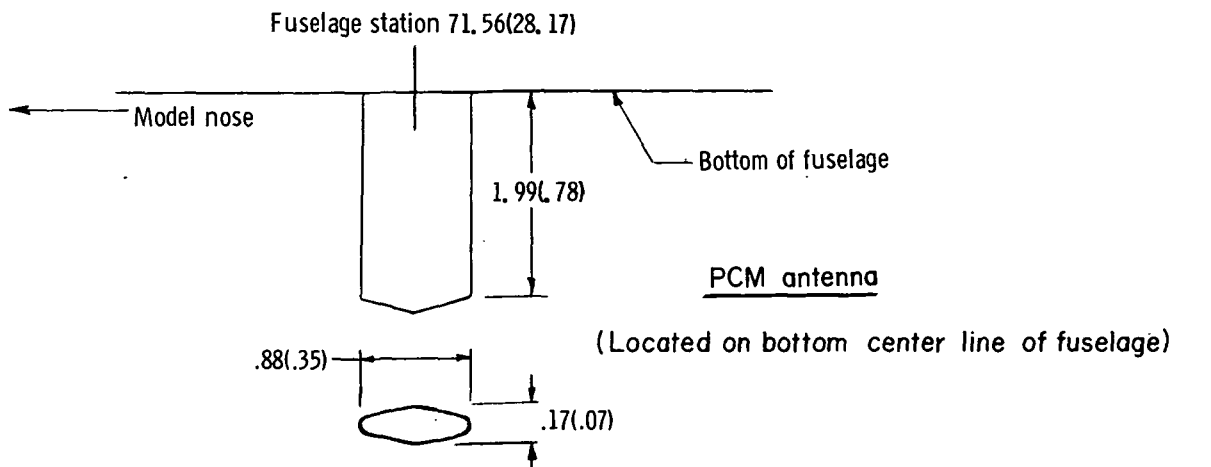 Fuselage station 71.56(28.17)
Model nose
Bottom of fuselage
1.99(.78)
PCM antenna
(Located on bottom center line of fuselage)
.88(.35)
.17(.07)